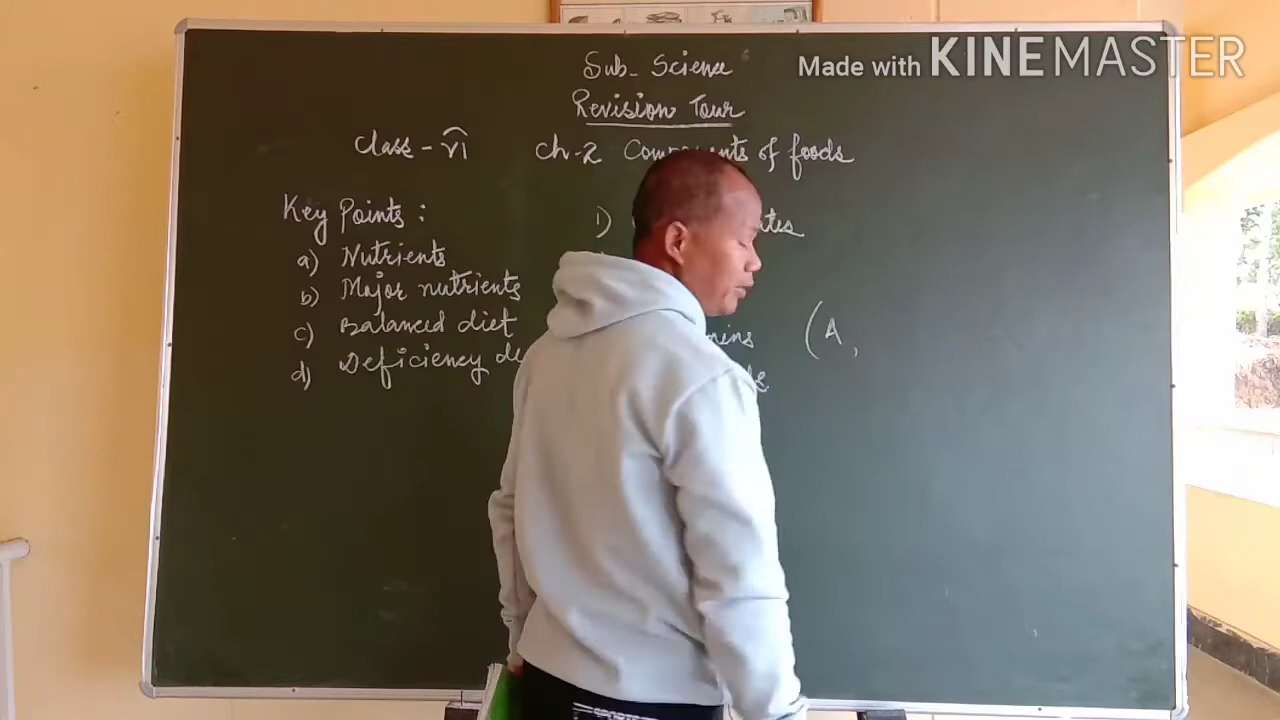 Made with KINEMASTER
Sub- Science
Revision Tour
Class - VI Ch-2 of foods
Key Points :
a) Nutrients
b) Major nutrients
c) Balanced diet
d) Deficiency
1)
(A,